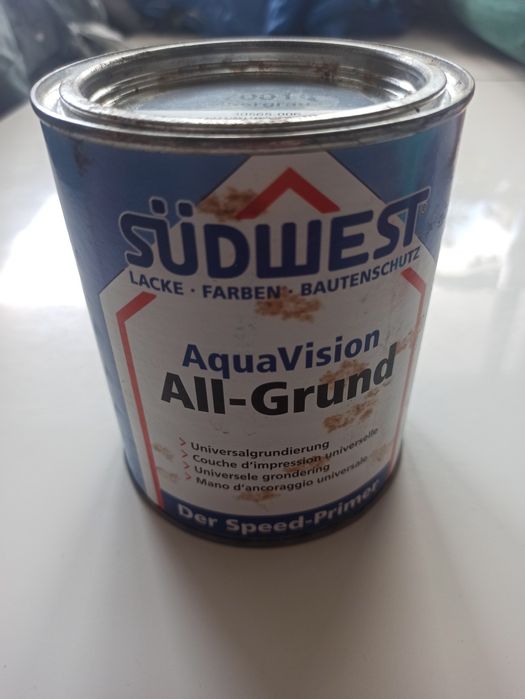 SÜDWEST
LACKE · FARBEN · BAUTENSCHUTZ
AquaVision
All-Grund
> Universalgrundierung
> Couche d'impression universelle
> Universele grondering
> Mano d'ancoraggio universale
Der Speed-Primer